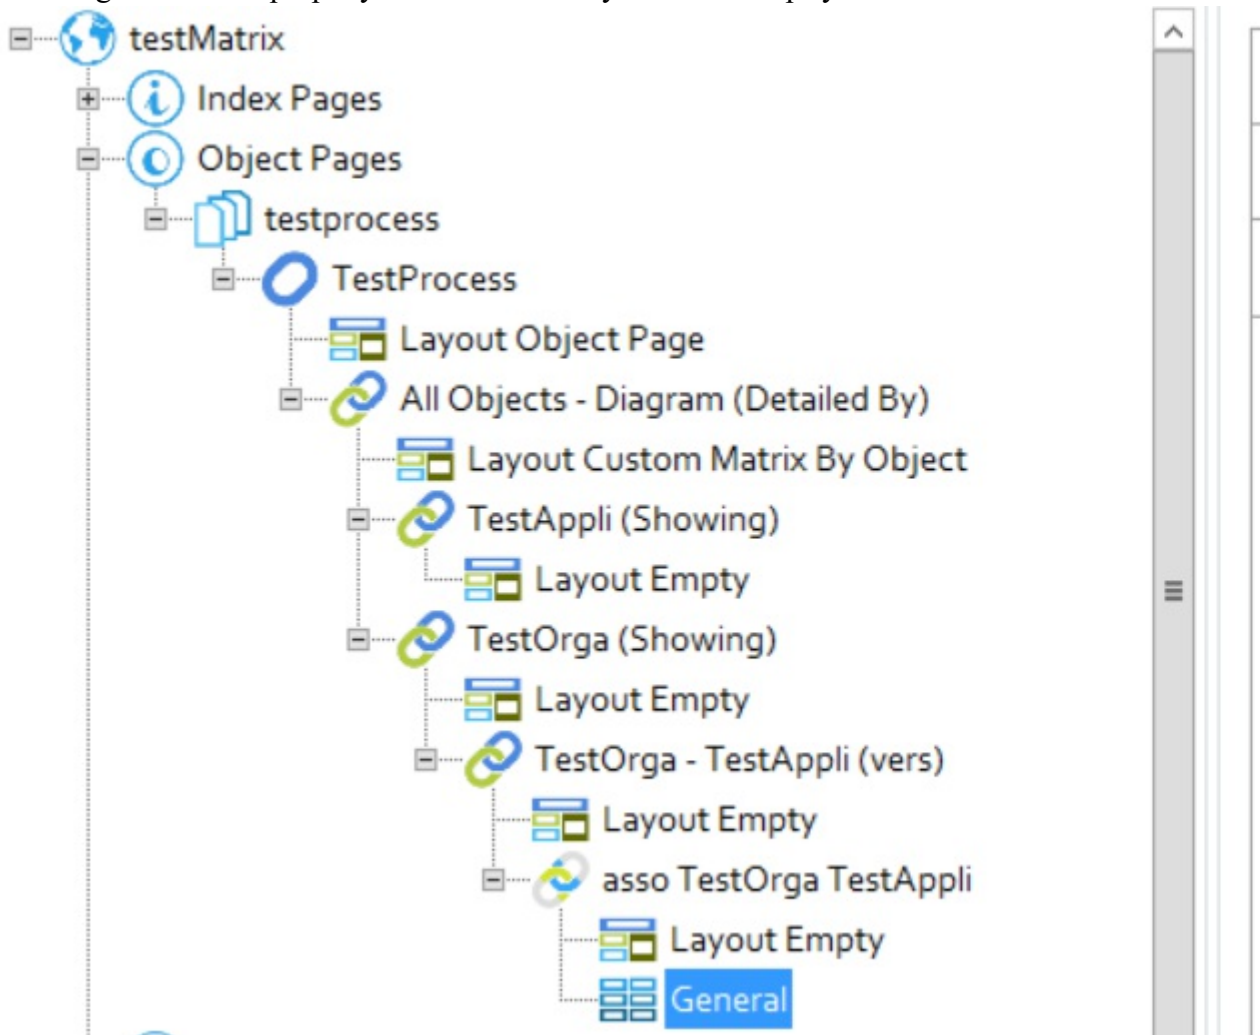 testMatrix
Index Pages
Object Pages
testprocess
TestProcess
Layout Object Page
All Objects - Diagram (Detailed By)
Layout Custom Matrix By Object
TestAppli (Showing)
Layout Empty
TestOrga (Showing)
Layout Empty
TestOrga - TestAppli (vers)
Layout Empty
asso TestOrga TestAppli
Layout Empty
General